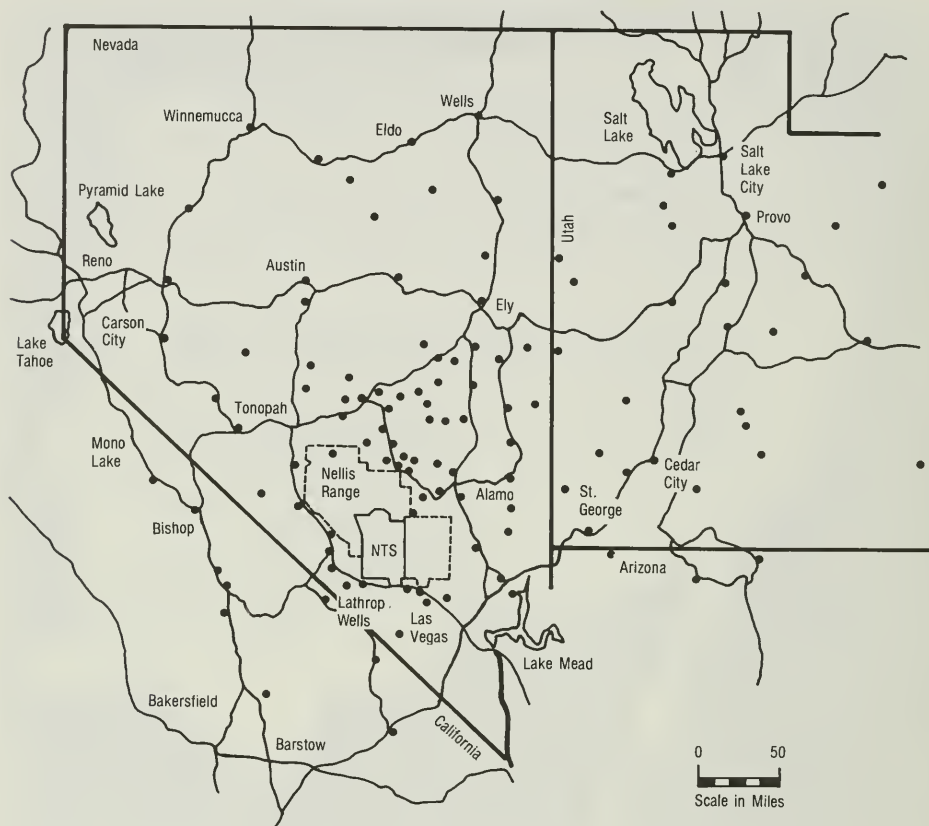 Nevada
Wells
Winnemucca
Eldo
Salt
Lake
Salt
Lake
City
Pyramid Lake
Provo
Utah
Reno
Austin
Ely
Carson
City
Lake
Tahoe
Tonopah
Mono
Lake
Nellis
Range
Alamo
Cedar
City
St.
George
Bishop
NTS
Arizona
Lathrop
Wells
Las
Vegas
Lake Mead
Bakersfield
California
Barstow
0 50
Scale in Miles